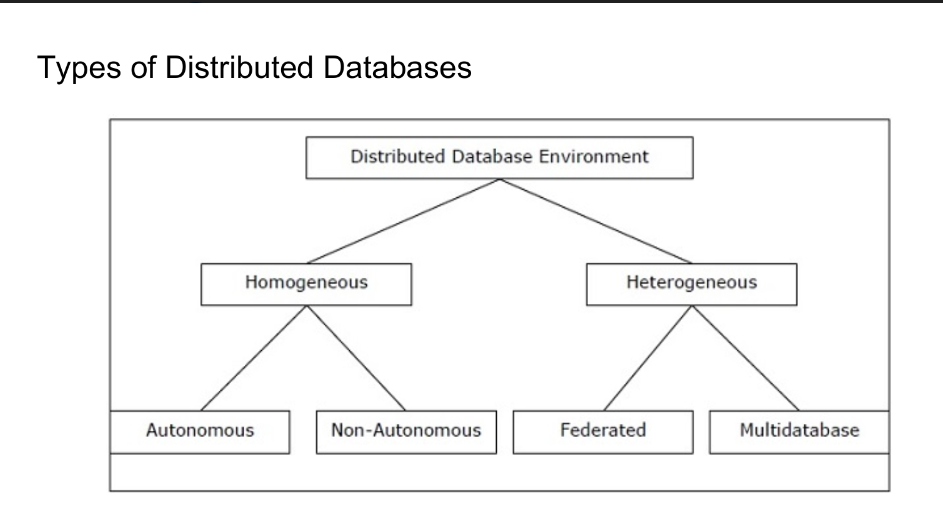 Types of Distributed Databases
Distributed Database Environment
Homogeneous
Heterogeneous
Autonomous
Non-Autonomous
Federated
Multidatabase